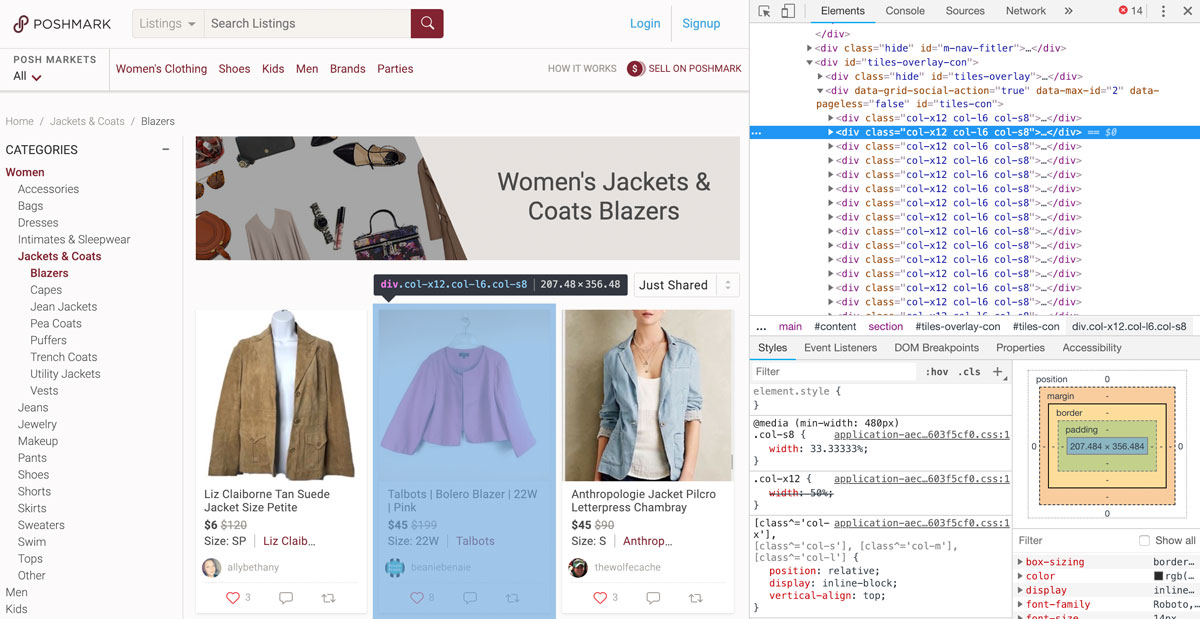 POSHMARK
Listings
Search Listings
Login
Signup
POSH MARKETS
All
Women's Clothing Shoes Kids Men Brands Parties
HOW IT WORKS
$ SELL ON POSHMARK
Home / Jackets & Coats / Blazers
CATEGORIES −
Women
Accessories
Bags
Dresses
Intimates & Sleepwear
Jackets & Coats
Blazers
Capes
Jean Jackets
Pea Coats
Puffers
Trench Coats
Utility Jackets
Vests
Jeans
Jewelry
Makeup
Pants
Shoes
Shorts
Skirts
Sweaters
Swim
Tops
Other
Men
Kids
Women's Jackets &
Coats Blazers
div.col-x12.col-l6.col-s8 | 207.48×356.48
Just Shared
Liz Claiborne Tan Suede
Jacket Size Petite
$6 $120
Size: SP | Liz Claib...
allybethany
3
Talbots | Bolero Blazer | 22W
| Pink
$45 $199
Size: 22W | Talbots
beaniebenaie
8
Anthropologie Jacket Pilcro
Letterpress Chambray
$45 $90
Size: S | Anthrop...
thewolfecache
3
Elements Console Sources Network » 14
</div>
<div class="hide" id="m-nav-fitler">…</div>
<div id="tiles-overlay-con">
<div class="hide" id="tiles-overlay">…</div>
<div data-grid-social-action="true" data-max-id="2" data-
pageless="false" id="tiles-con">
<div class="col-x12 col-l6 col-s8">…</div>
… <div class="col-x12 col-l6 col-s8">…</div> == $0
<div class="col-x12 col-l6 col-s8">…</div>
<div class="col-x12 col-l6 col-s8">…</div>
<div class="col-x12 col-l6 col-s8">…</div>
<div class="col-x12 col-l6 col-s8">…</div>
<div class="col-x12 col-l6 col-s8">…</div>
<div class="col-x12 col-l6 col-s8">…</div>
<div class="col-x12 col-l6 col-s8">…</div>
<div class="col-x12 col-l6 col-s8">…</div>
<div class="col-x12 col-l6 col-s8">…</div>
<div class="col-x12 col-l6 col-s8">…</div>
<div class="col-x12 col-l6 col-s8">…</div>
<div class="col-x12 col-l6 col-s8">…</div>
<div class="col-x12 col-l6 col-s8">…</div>
... main #content section #tiles-overlay-con #tiles-con div.col-x12.col-l6.col-s8
Styles Event Listeners DOM Breakpoints Properties Accessibility
Filter :hov .cls +
element.style {
}
@media (min-width: 480px)
.col-s8 { application-aec…603f5cf0.css:1
width: 33.33333%;
}
.col-x12 { application-aec…603f5cf0.css:1
width: 50%;
}
[class^='col- application-aec…603f5cf0.css:1
x'],
[class^='col-s'], [class^='col-m'],
[class^='col-l'] {
position: relative;
display: inline-block;
vertical-align: top;
}
position 0
margin -
border -
padding -
0 - - - 207.484 × 356.484 - - - 0
-
-
-
0
Filter Show all
box-sizing border…
color rgb(…
display inline…
font-family Roboto,…
font-size 14px